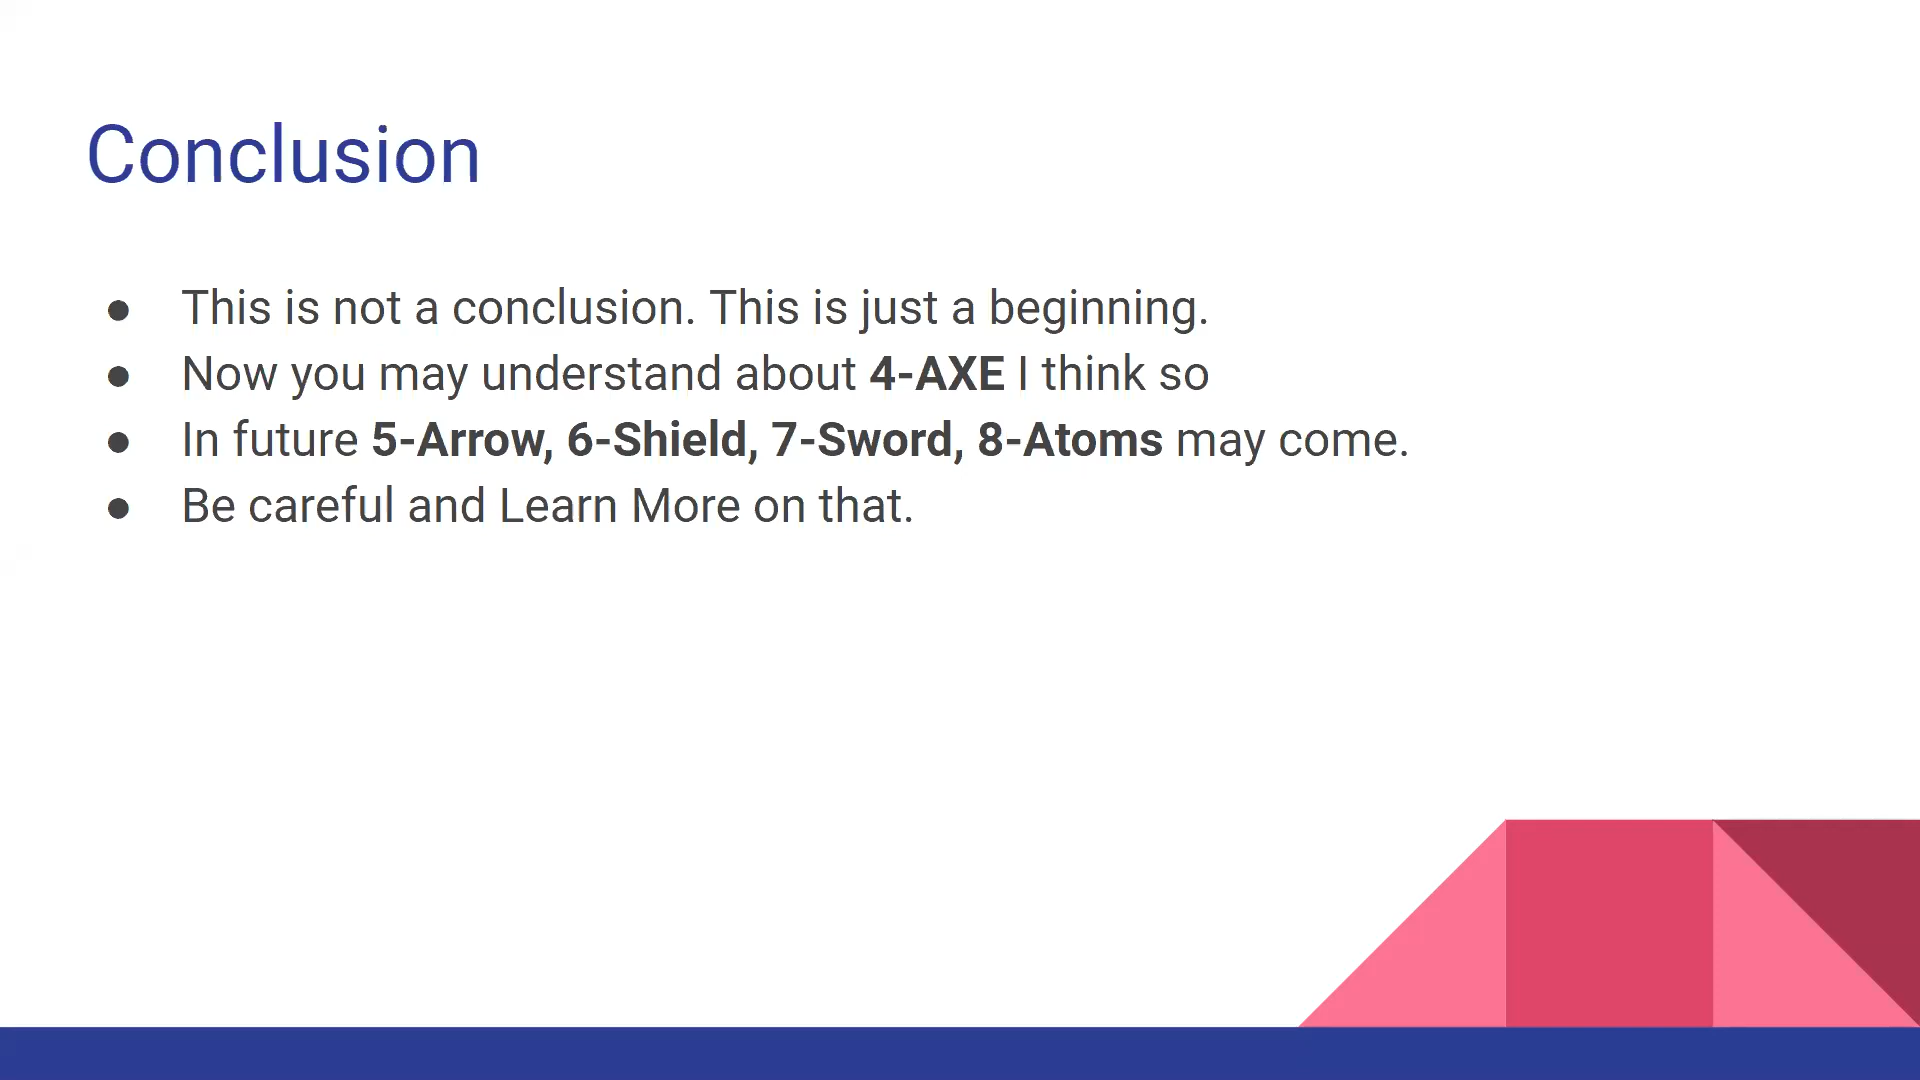 Conclusion
● This is not a conclusion. This is just a beginning.
● Now you may understand about 4-AXE I think so
● In future 5-Arrow, 6-Shield, 7-Sword, 8-Atoms may come.
● Be careful and Learn More on that.